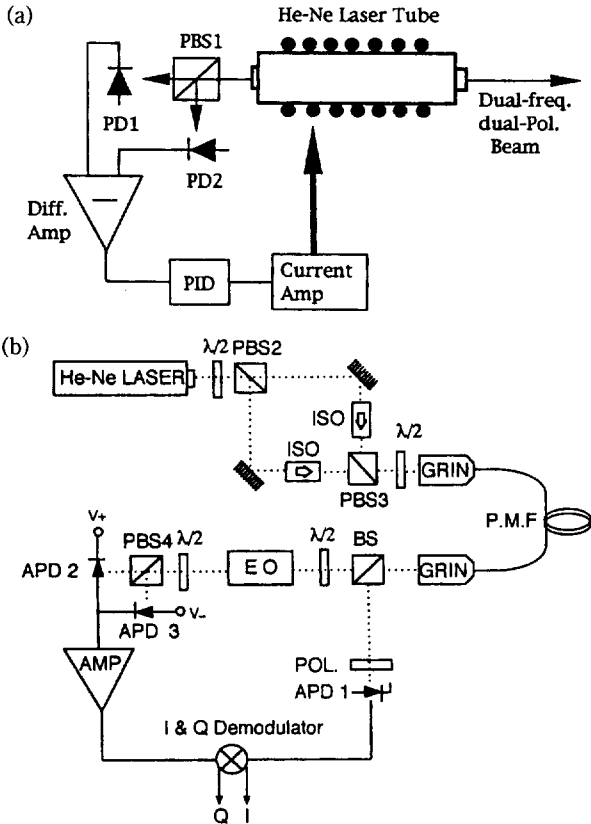 (a)
He-Ne Laser Tube
PBS1
PD1
PD2
Dual-freq.
dual-Pol.
Beam
Diff.
Amp
−
PID
Current
Amp
(b)
He-Ne LASER
λ/2
PBS2
ISO
ISO
λ/2
PBS3
GRIN
P.M.F
V+
APD 2
PBS4
λ/2
E O
λ/2
BS
GRIN
V-
APD 3
AMP
POL.
APD 1
I & Q Demodulator
Q
I